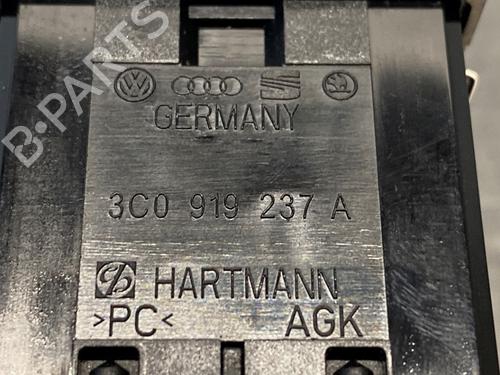 B-PARTS
GERMANY
3C0 919 237 A
HARTMANN
>PC< AGK